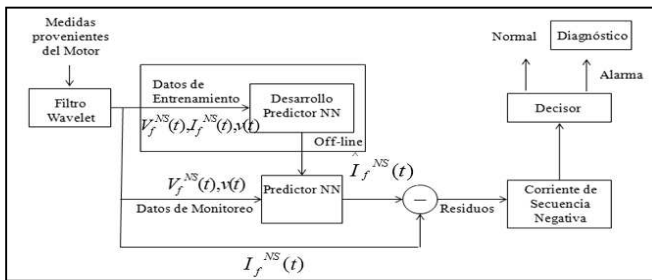 Medidas
provenientes
del Motor
Filtro
Wavelet
Datos de
Entrenamiento
V_f^{NS}(t), I_f^{NS}(t), v(t)
Desarrollo
Predictor NN
Off-line
Î_f^{NS}(t)
V_f^{NS}(t), v(t)
Datos de Monitoreo
Predictor NN
−
Residuos
I_f^{NS}(t)
Corriente de
Secuencia
Negativa
Decisor
Normal
Alarma
Diagnóstico